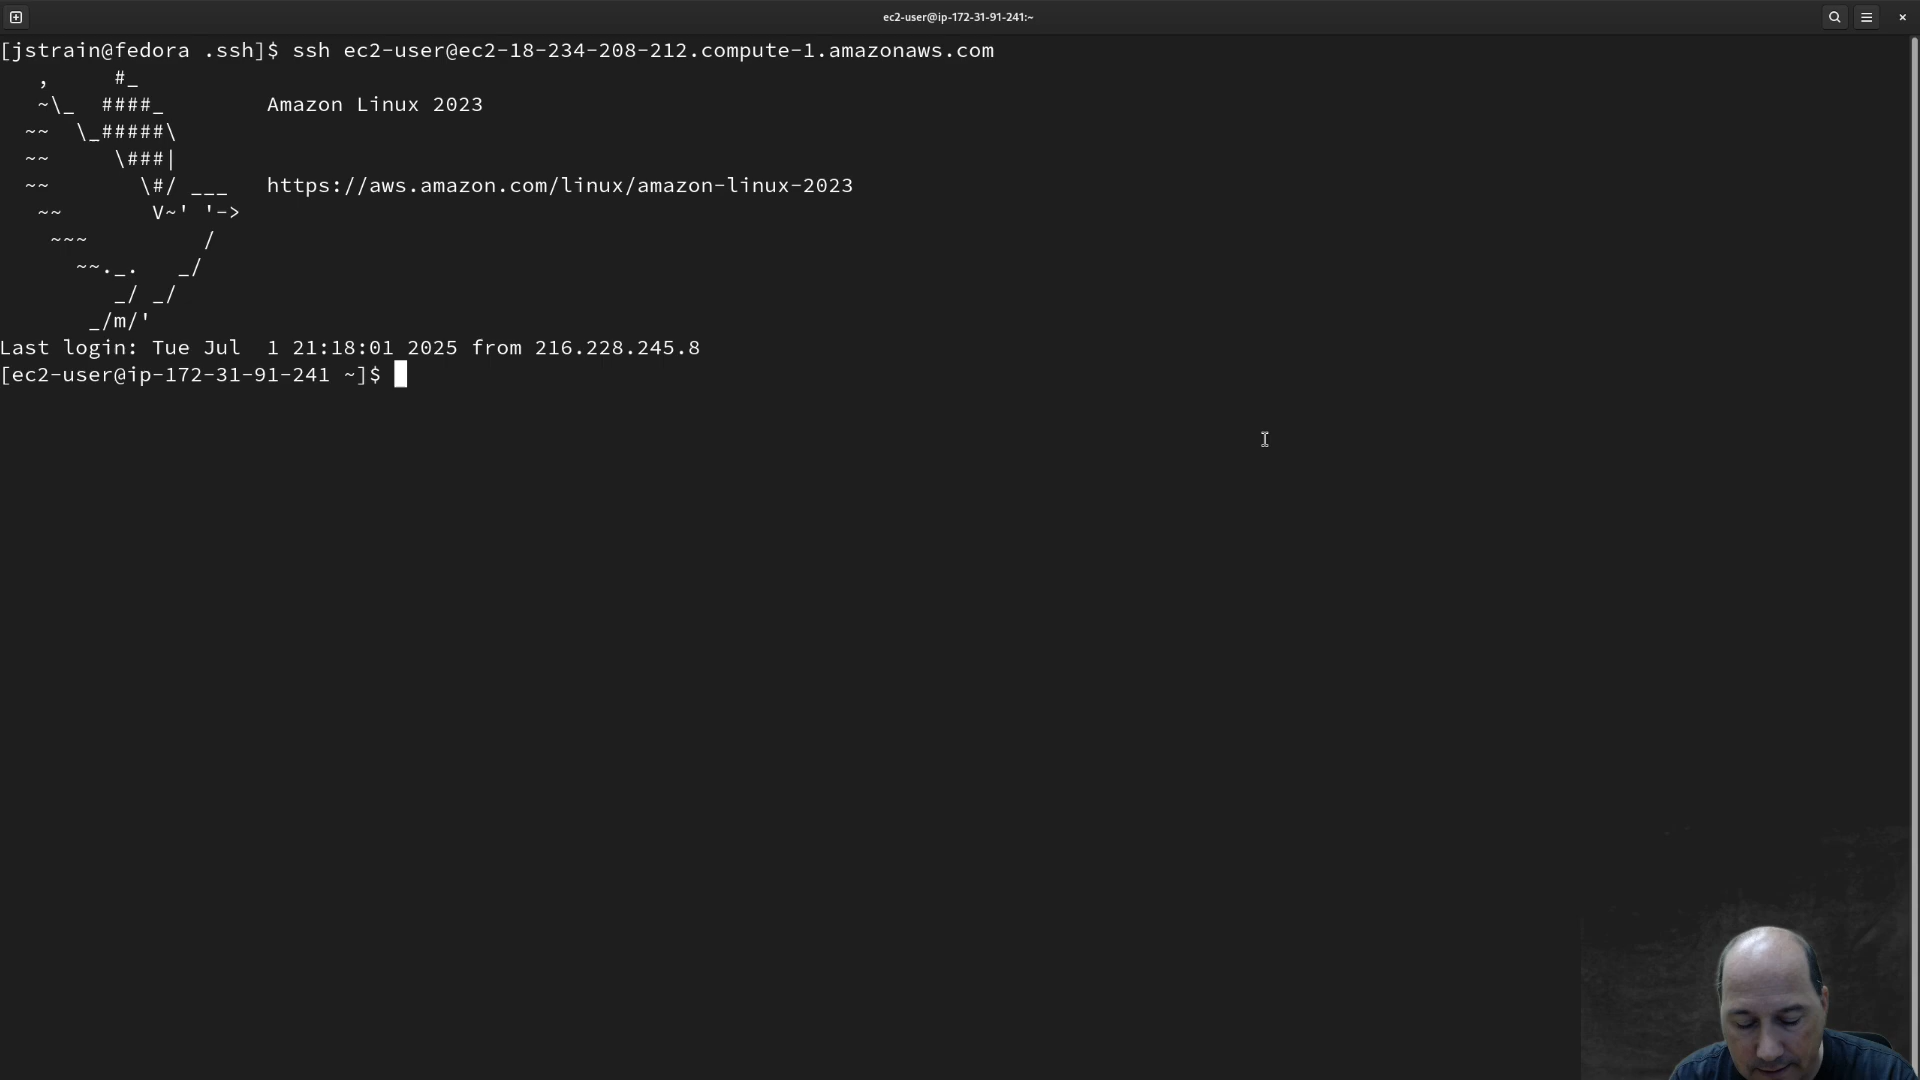 ec2-user@ip-172-31-91-241:~
[jstrain@fedora .ssh]$ ssh ec2-user@ec2-18-234-208-212.compute-1.amazonaws.com
   ,     #_
   ~\_  ####_        Amazon Linux 2023
  ~~  \_#####\
  ~~     \###|
  ~~       \#/ ___   https://aws.amazon.com/linux/amazon-linux-2023
   ~~       V~' '->
    ~~~         /
      ~~._.   _/
         _/ _/
       _/m/'
Last login: Tue Jul  1 21:18:01 2025 from 216.228.245.8
[ec2-user@ip-172-31-91-241 ~]$